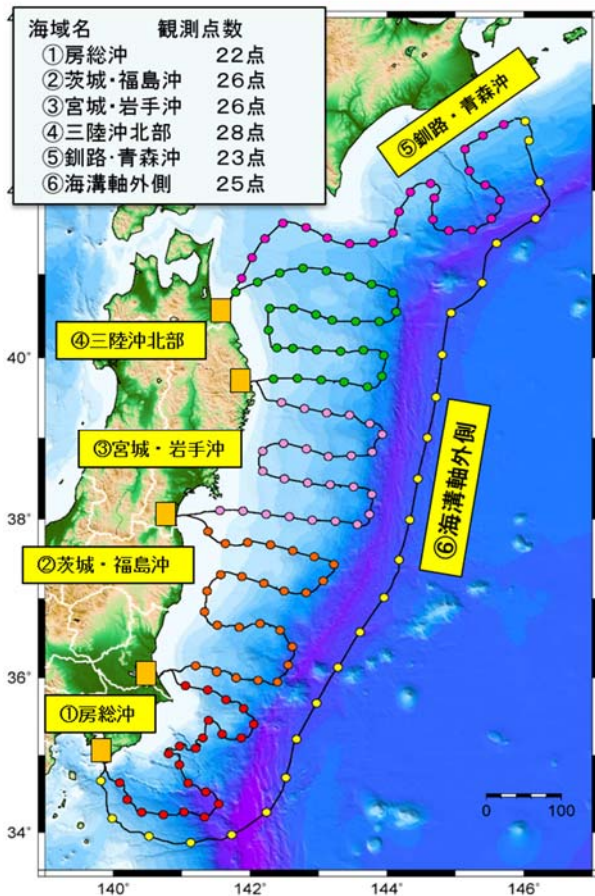 海域名 観測点数
①房総沖 22点
②茨城・福島沖 26点
③宮城・岩手沖 26点
④三陸沖北部 28点
⑤釧路・青森沖 23点
⑥海溝軸外側 25点
⑤釧路・青森沖
40°
④三陸沖北部
③宮城・岩手沖
⑥海溝軸外側
38°
②茨城・福島沖
36°
①房総沖
0 100
34°
140° 142° 144° 146°